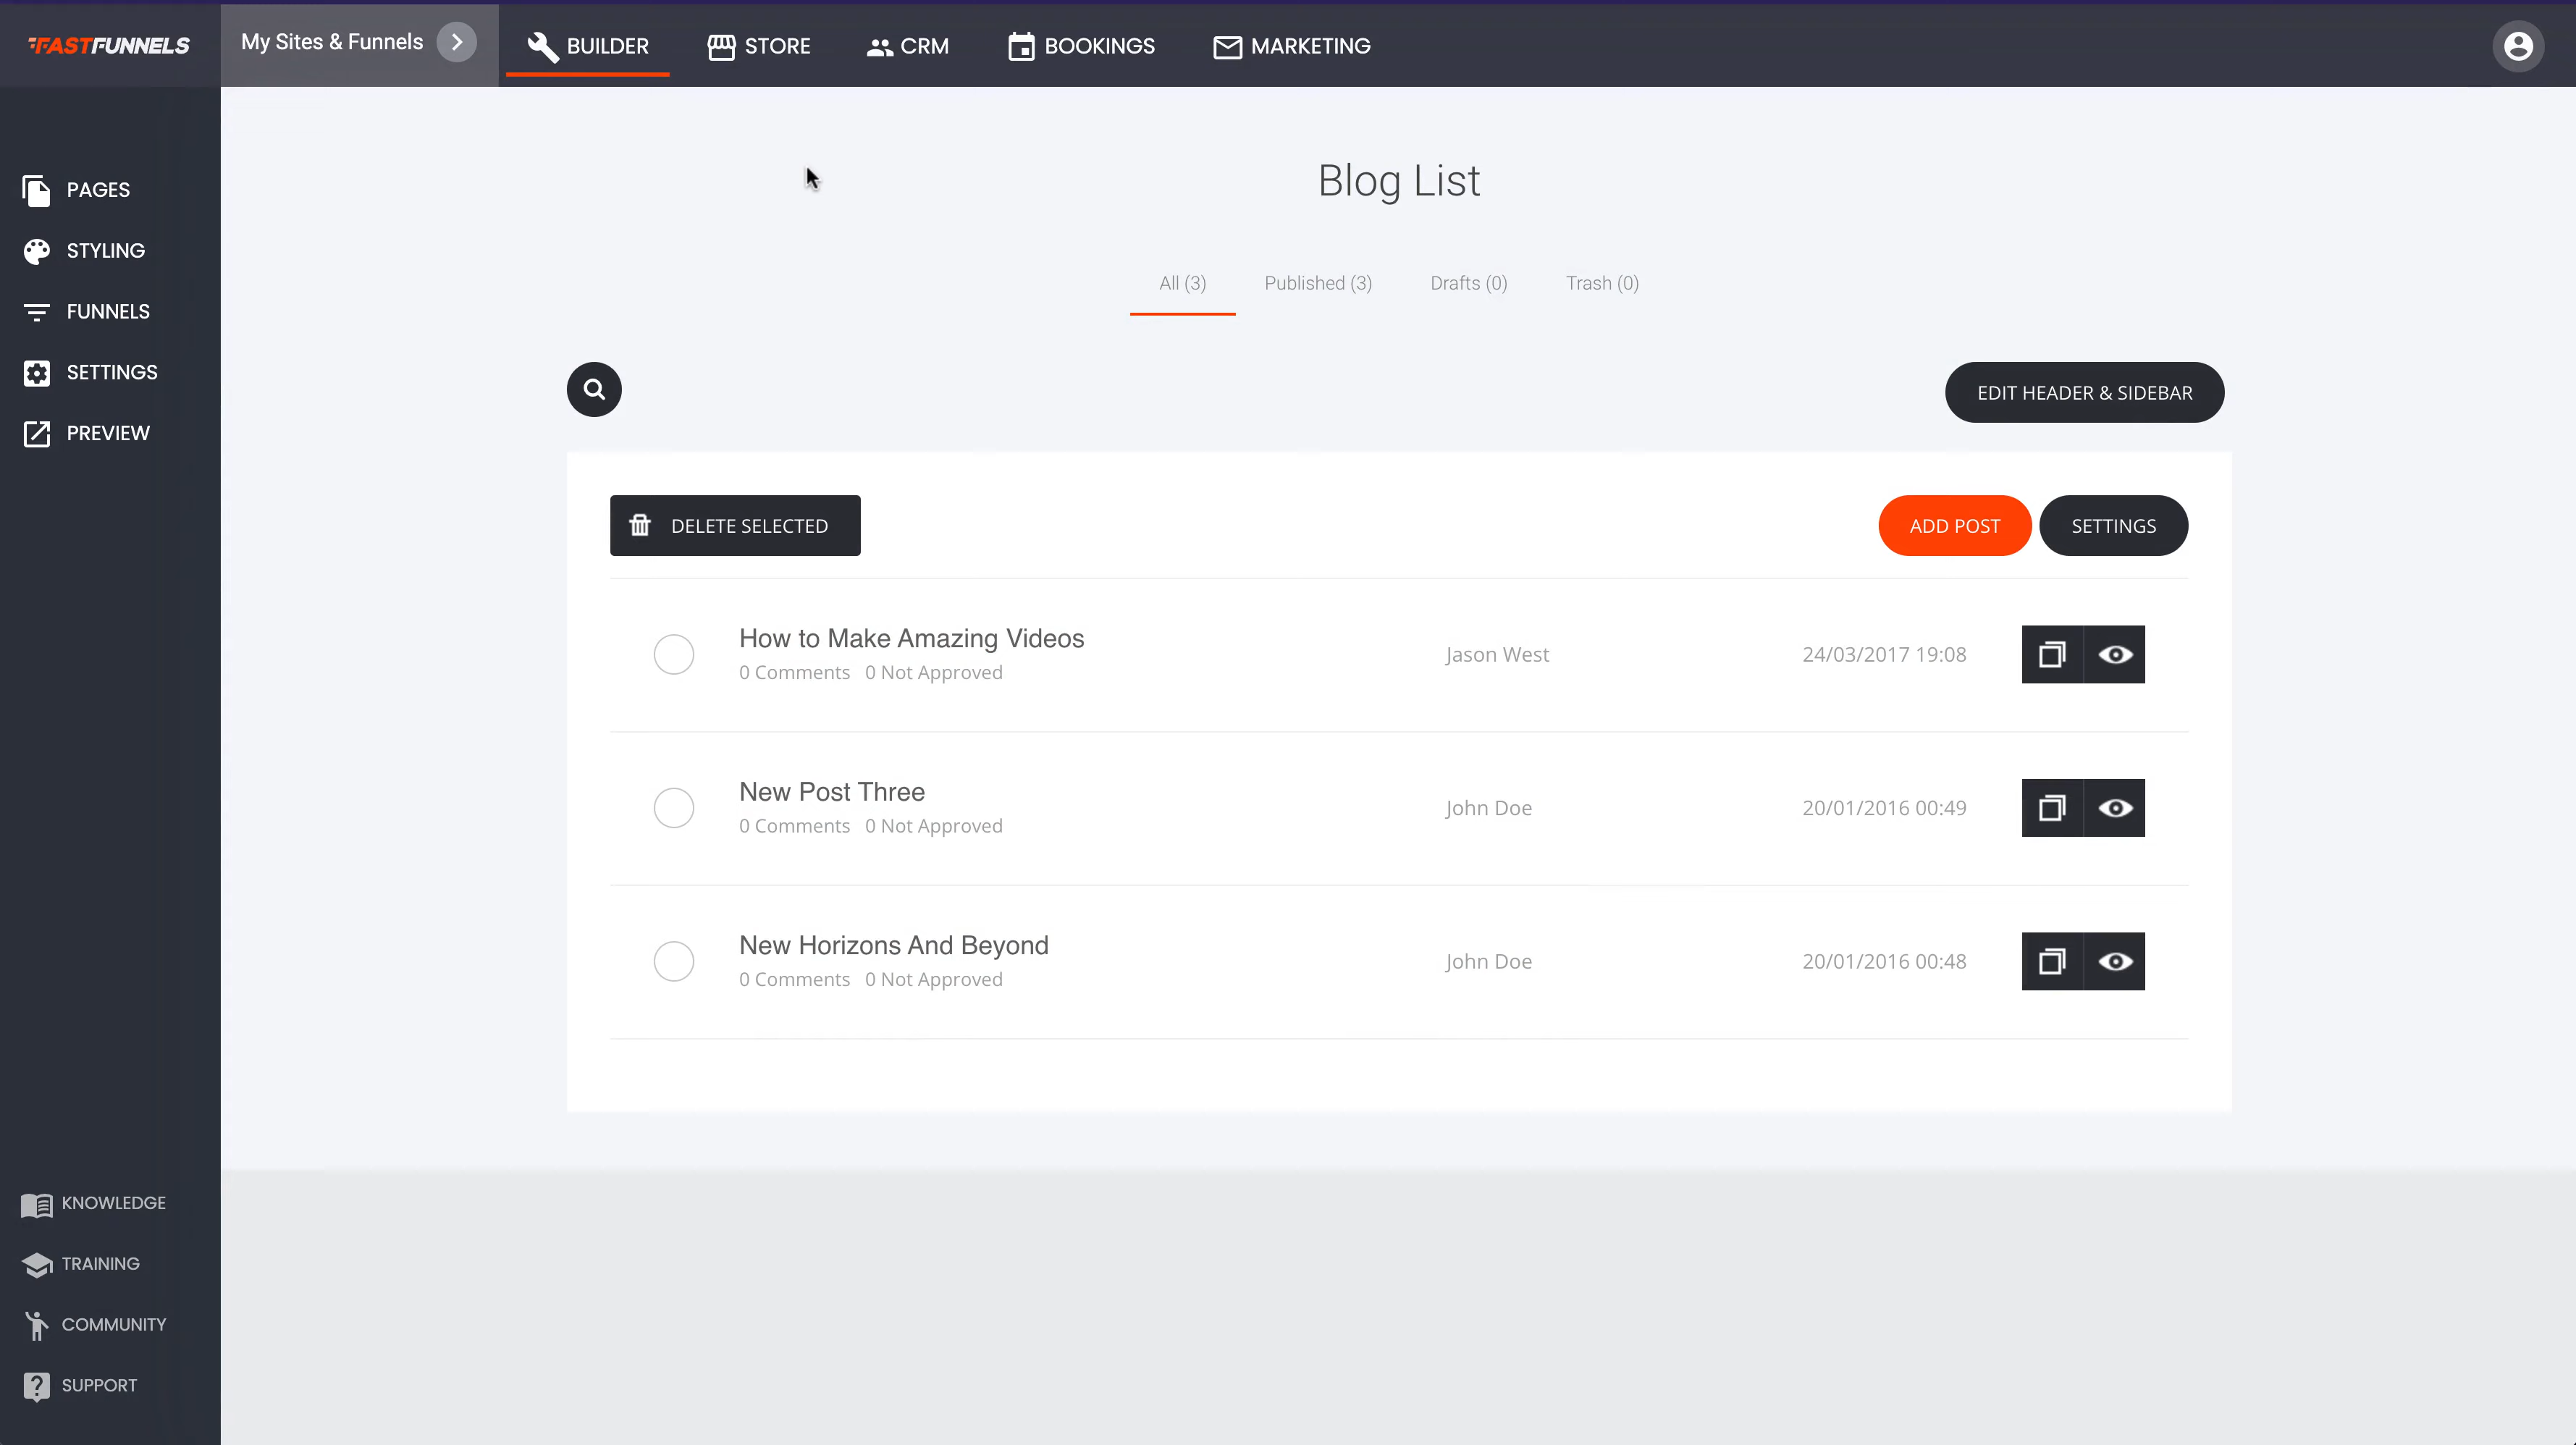 FASTFUNNELS
My Sites & Funnels
BUILDER
STORE
CRM
BOOKINGS
MARKETING
PAGES
STYLING
FUNNELS
SETTINGS
PREVIEW
Blog List
All (3)
Published (3)
Drafts (0)
Trash (0)
EDIT HEADER & SIDEBAR
DELETE SELECTED
ADD POST
SETTINGS
How to Make Amazing Videos
0 Comments 0 Not Approved
Jason West
24/03/2017 19:08
New Post Three
0 Comments 0 Not Approved
John Doe
20/01/2016 00:49
New Horizons And Beyond
0 Comments 0 Not Approved
John Doe
20/01/2016 00:48
KNOWLEDGE
TRAINING
COMMUNITY
SUPPORT